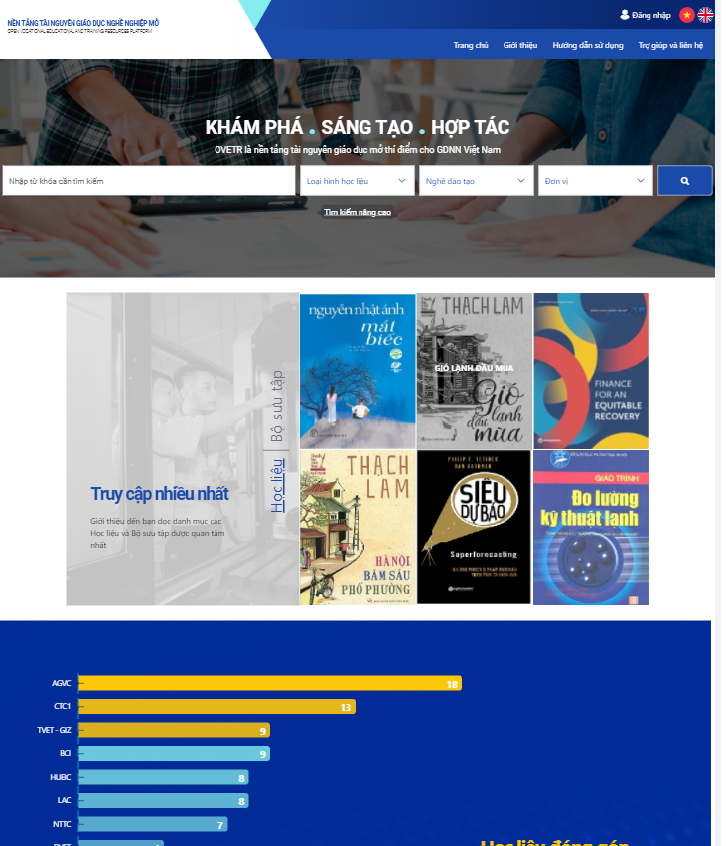 NỀN TẢNG TÀI NGUYÊN GIÁO DỤC NGHỀ NGHIỆP MỞ
OPEN VOCATIONAL EDUCATION AND TRAINING RESOURCES PLATFORM
Đăng nhập
Trang chủ
Giới thiệu
Hướng dẫn sử dụng
Trợ giúp và liên hệ
KHÁM PHÁ . SÁNG TẠO . HỢP TÁC
OVETR là nền tảng tài nguyên giáo dục mở thí điểm cho GDNN Việt Nam
Nhập từ khóa cần tìm kiếm
Loại hình học liệu
Nghề đào tạo
Đơn vị
Tìm kiếm nâng cao
Học liệu
Bộ sưu tập
Truy cập nhiều nhất
Giới thiệu đến bạn đọc danh mục các
Học liệu và Bộ sưu tập được quan tâm
nhất
nguyễn nhật ánh
mắt
biếc
THẠCH LAM
GIÓ LẠNH ĐẦU MÙA
Gió
lạnh
đầu
mùa
FINANCE
FOR AN
EQUITABLE
RECOVERY
THẠCH
LAM
HÀ NỘI
BĂM SÁU
PHỐ PHƯỜNG
PHILIP E. TETLOCK
DAN GARDNER
SIÊU
DỰ BÁO
Superforecasting
GIÁO TRÌNH
Đo lường
kỹ thuật lạnh
AGVC 18
CTC1 13
TVET - GIZ 9
BCI 9
HUEIC 8
LAC 8
NTTC 7